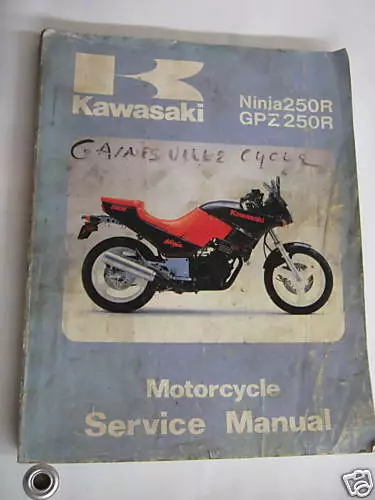 Kawasaki
Ninja250R
GPZ250R
GAINESVILLE CYCLE
Kawasaki
Ninja
Motorcycle
Service Manual